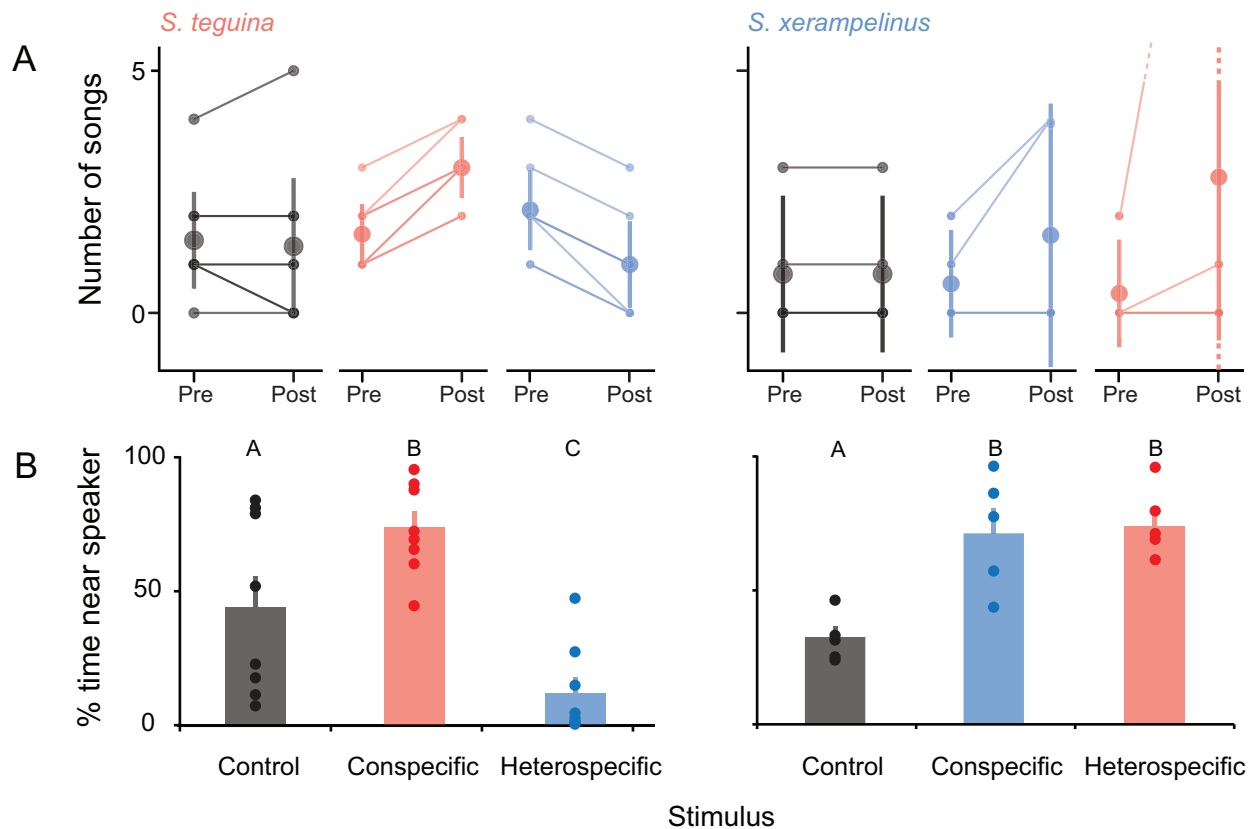 S. teguina
S. xerampelinus
A
Number of songs
5
0
Pre Post Pre Post Pre Post
Pre Post Pre Post Pre Post
B
% time near speaker
100
50
0
A B C
A B B
Control Conspecific Heterospecific
Control Conspecific Heterospecific
Stimulus